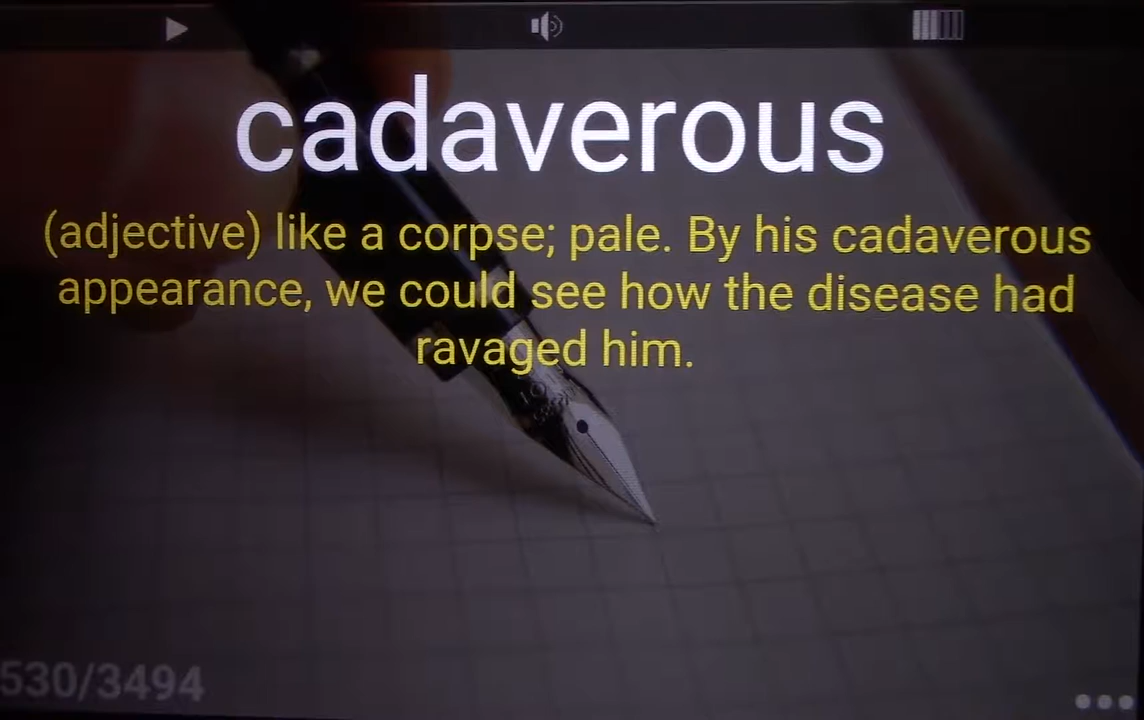 cadaverous
(adjective) like a corpse; pale. By his cadaverous
appearance, we could see how the disease had
ravaged him.
530/3494